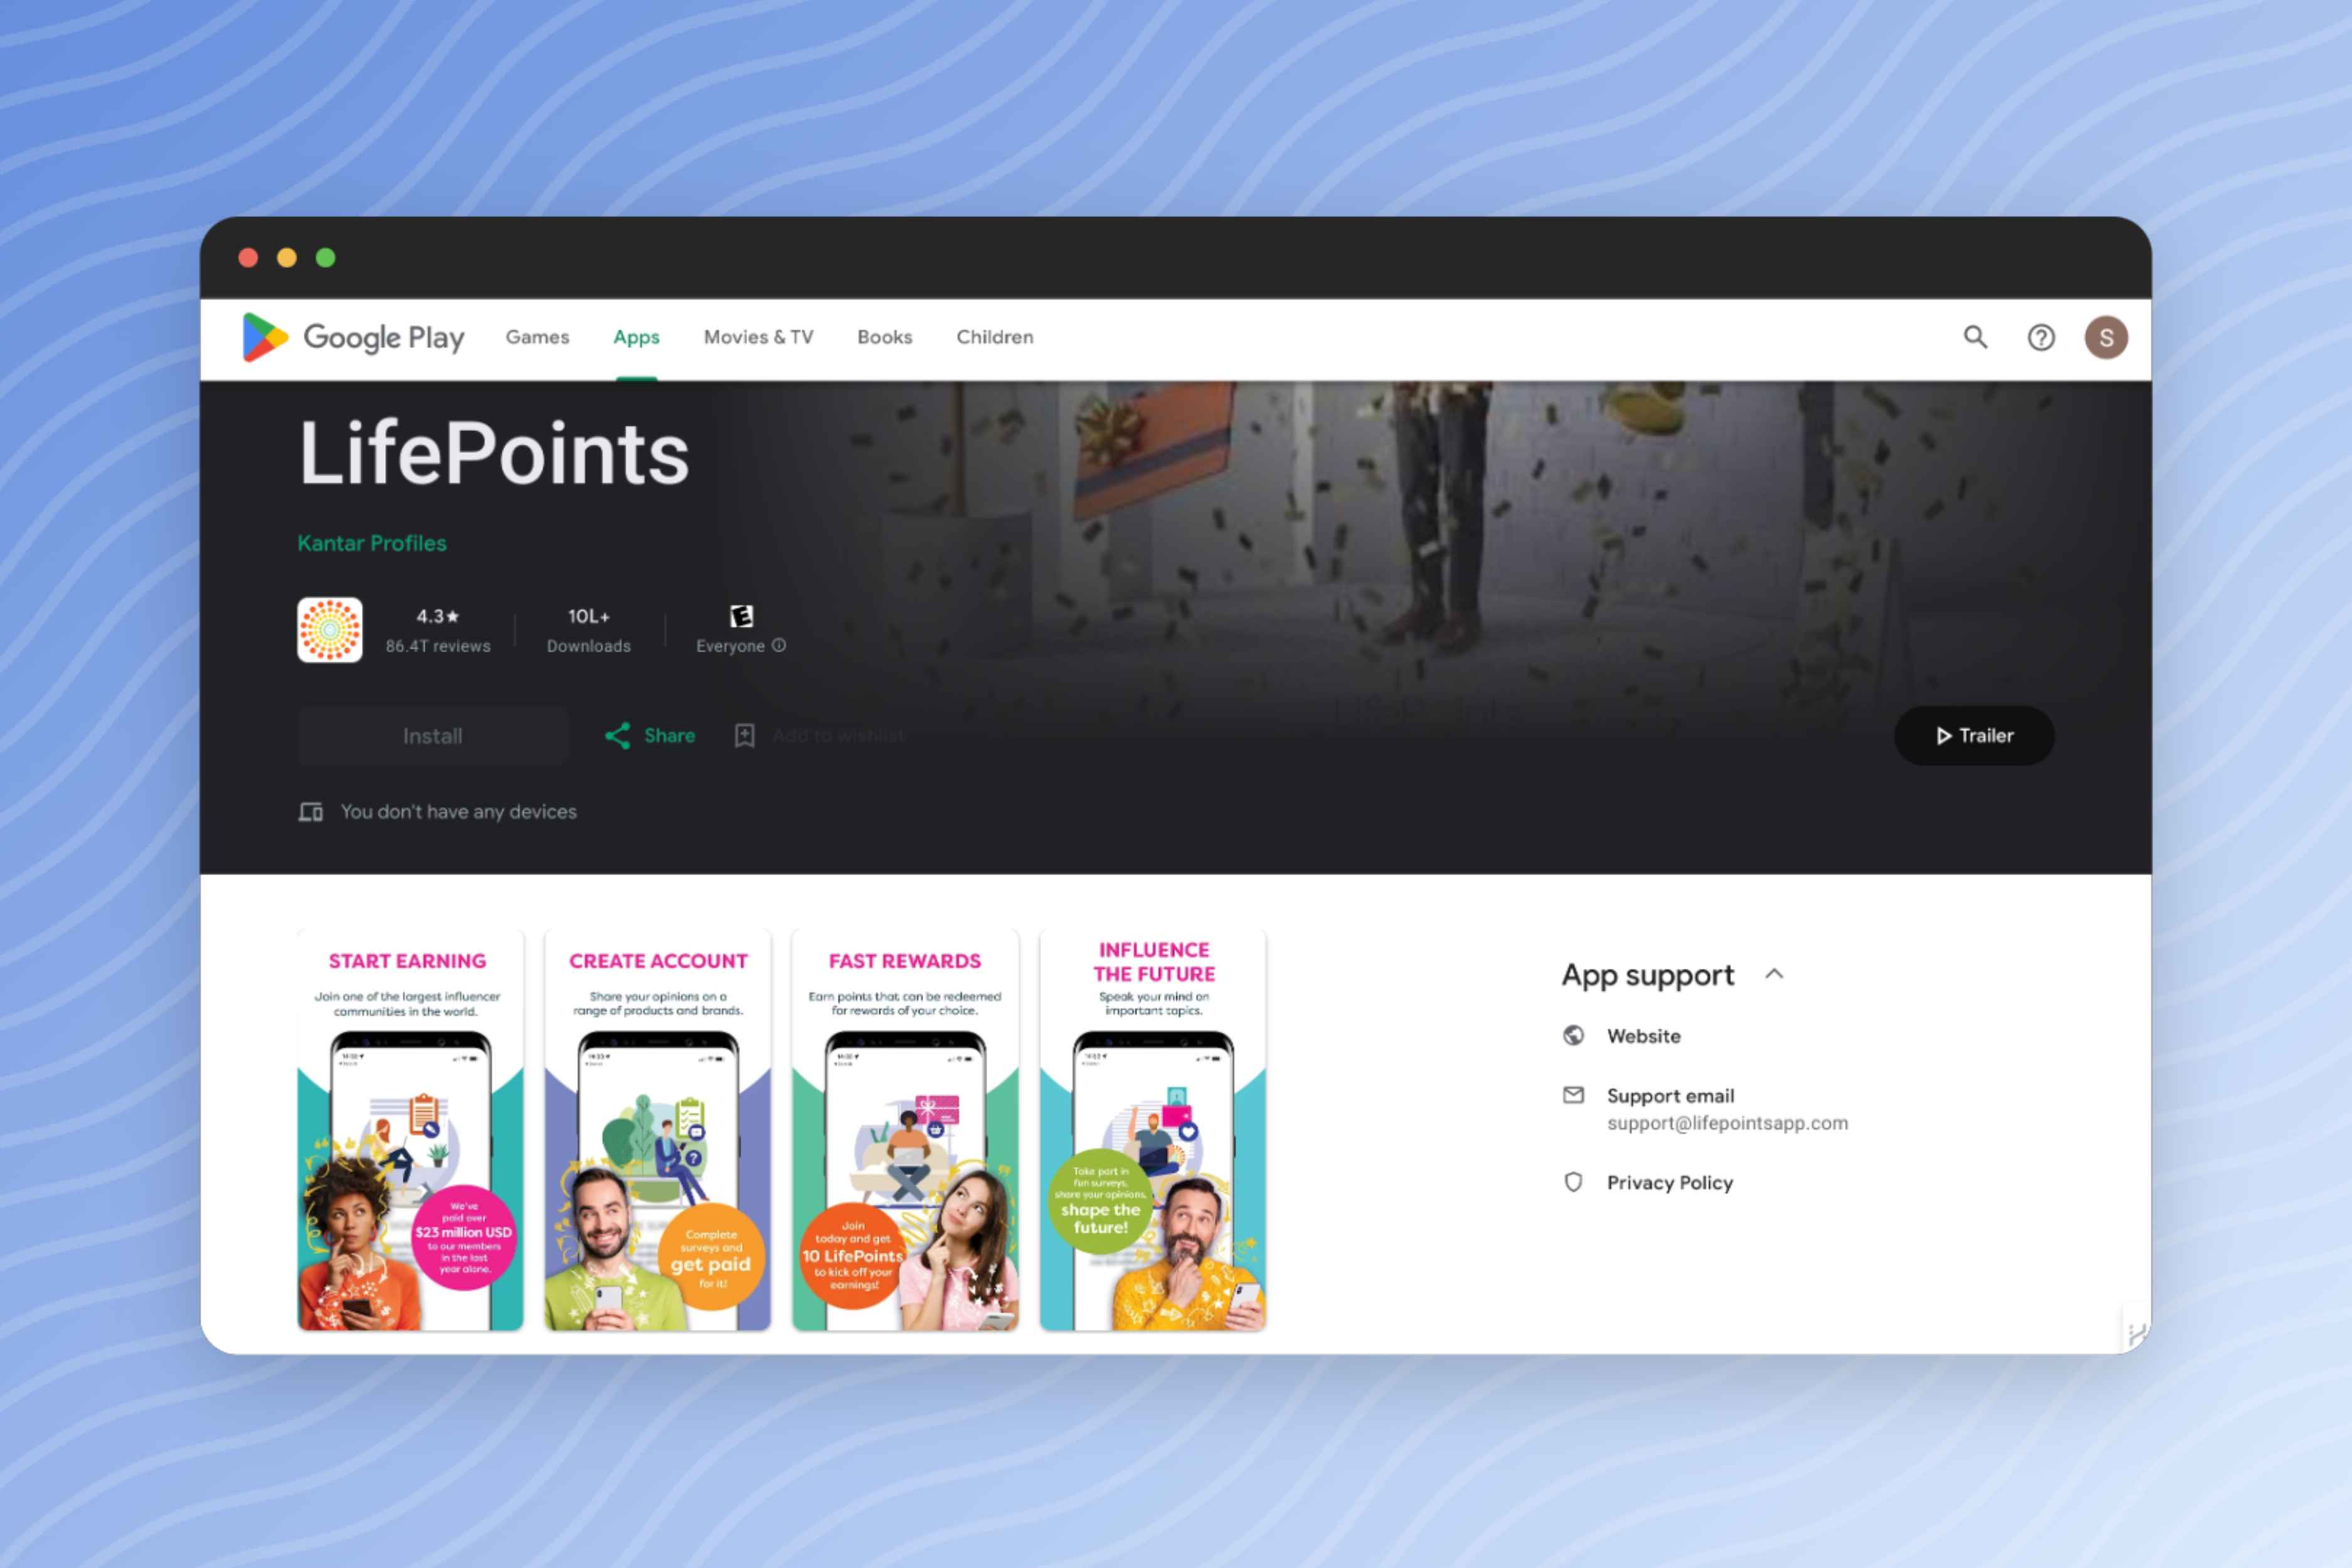 Google Play
Games
Apps
Movies & TV
Books
Children
S
LifePoints
Kantar Profiles
4.3★
86.4T reviews
10L+
Downloads
E
Everyone
Install
Share
Add to wishlist
Trailer
You don't have any devices
START EARNING
Join one of the largest influencer
communities in the world.
We've
paid over
$23 million USD
to our members
in the last
year alone.
CREATE ACCOUNT
Share your opinions on a
range of products and brands.
Complete
surveys and
get paid
for it!
FAST REWARDS
Earn points that can be redeemed
for rewards of your choice.
Join
today and get
10 LifePoints
to kick off your
earnings!
INFLUENCE
THE FUTURE
Speak your mind on
important topics.
Take part in
fun surveys,
share your opinions,
shape the
future!
App support
Website
Support email
support@lifepointsapp.com
Privacy Policy